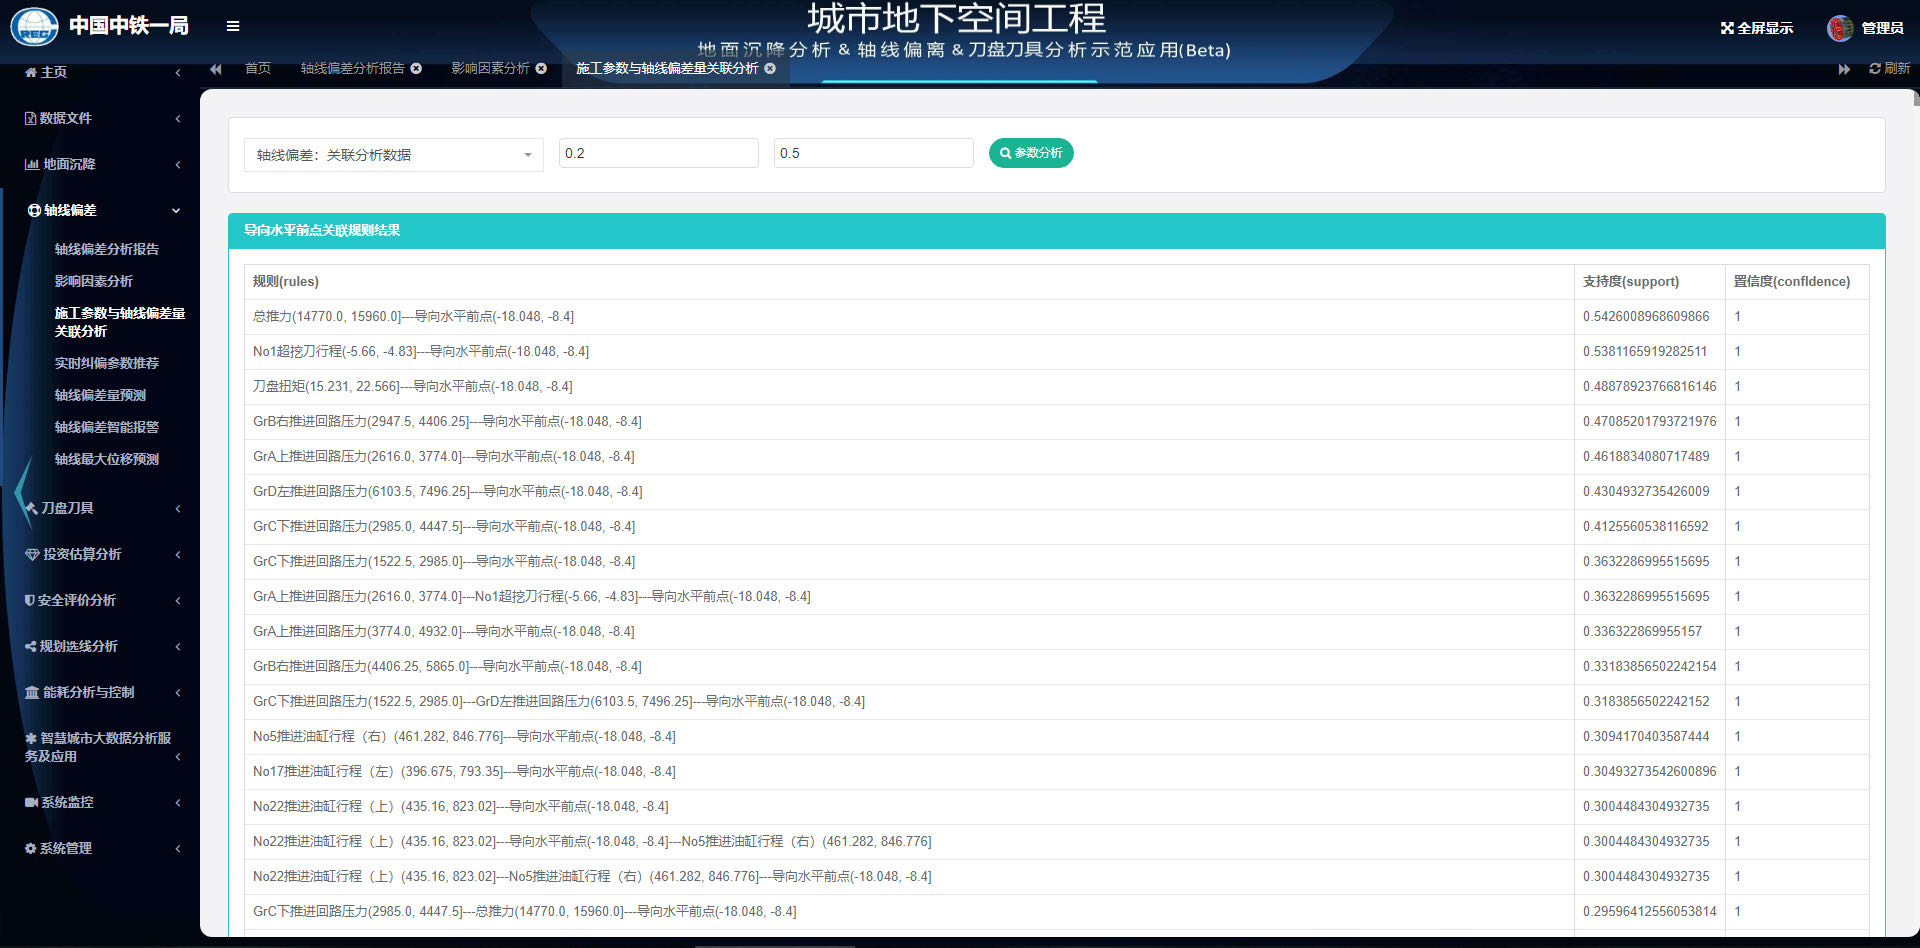 中国中铁一局
城市地下空间工程
地面沉降分析 & 轴线偏离 &刀盘刀具分析示范应用(Beta)
全屏显示
管理员
首页
轴线偏差分析报告
影响因素分析
施工参数与轴线偏差量关联分析
刷新
主页
数据文件
地面沉降
轴线偏差
轴线偏差分析报告
影响因素分析
施工参数与轴线偏差量
关联分析
实时纠偏参数推荐
轴线偏差量预测
轴线偏差智能报警
轴线最大位移预测
刀盘刀具
投资估算分析
安全评价分析
规划选线分析
能耗分析与控制
智慧城市大数据分析服
务及应用
系统监控
系统管理
轴线偏差：关联分析数据
0.2
0.5
参数分析
导向水平前点关联规则结果
规则(rules) 支持度(support) 置信度(confldence)
总推力(14770.0, 15960.0]---导向水平前点(-18.048, -8.4] 0.5426008968609866 1
No1超挖刀行程(-5.66, -4.83]---导向水平前点(-18.048, -8.4] 0.5381165919282511 1
刀盘扭矩(15.231, 22.566]---导向水平前点(-18.048, -8.4] 0.48878923766816146 1
GrB右推进回路压力(2947.5, 4406.25]---导向水平前点(-18.048, -8.4] 0.47085201793721976 1
GrA上推进回路压力(2616.0, 3774.0]---导向水平前点(-18.048, -8.4] 0.4618834080717489 1
GrD左推进回路压力(6103.5, 7496.25]---导向水平前点(-18.048, -8.4] 0.4304932735426009 1
GrC下推进回路压力(2985.0, 4447.5]---导向水平前点(-18.048, -8.4] 0.4125560538116592 1
GrC下推进回路压力(1522.5, 2985.0]---导向水平前点(-18.048, -8.4] 0.3632286995515695 1
GrA上推进回路压力(2616.0, 3774.0]---No1超挖刀行程(-5.66, -4.83]---导向水平前点(-18.048, -8.4] 0.3632286995515695 1
GrA上推进回路压力(3774.0, 4932.0]---导向水平前点(-18.048, -8.4] 0.336322869955157 1
GrB右推进回路压力(4406.25, 5865.0]---导向水平前点(-18.048, -8.4] 0.33183856502242154 1
GrC下推进回路压力(1522.5, 2985.0]---GrD左推进回路压力(6103.5, 7496.25]---导向水平前点(-18.048, -8.4] 0.3183856502242152 1
No5推进油缸行程（右）(461.282, 846.776]---导向水平前点(-18.048, -8.4] 0.3094170403587444 1
No17推进油缸行程（左）(396.675, 793.35]---导向水平前点(-18.048, -8.4] 0.30493273542600896 1
No22推进油缸行程（上）(435.16, 823.02]---导向水平前点(-18.048, -8.4] 0.3004484304932735 1
No22推进油缸行程（上）(435.16, 823.02]---导向水平前点(-18.048, -8.4]---No5推进油缸行程（右）(461.282, 846.776] 0.3004484304932735 1
No22推进油缸行程（上）(435.16, 823.02]---No5推进油缸行程（右）(461.282, 846.776]---导向水平前点(-18.048, -8.4] 0.3004484304932735 1
GrC下推进回路压力(2985.0, 4447.5]---总推力(14770.0, 15960.0]---导向水平前点(-18.048, -8.4] 0.29596412556053814 1